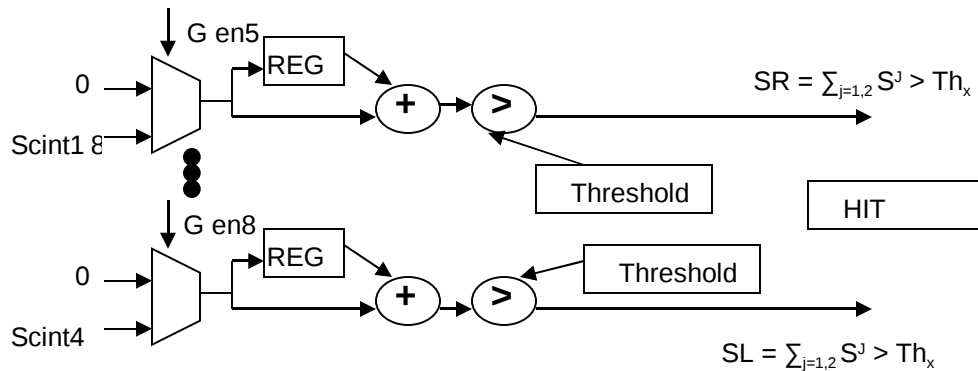 G en5
REG
0
+
>
SR = ∑j=1,2 Sᴶ > Thx
Scint1 8
Threshold
HIT
G en8
REG
0
+
>
Threshold
Scint4
SL = ∑j=1,2 Sᴶ > Thx